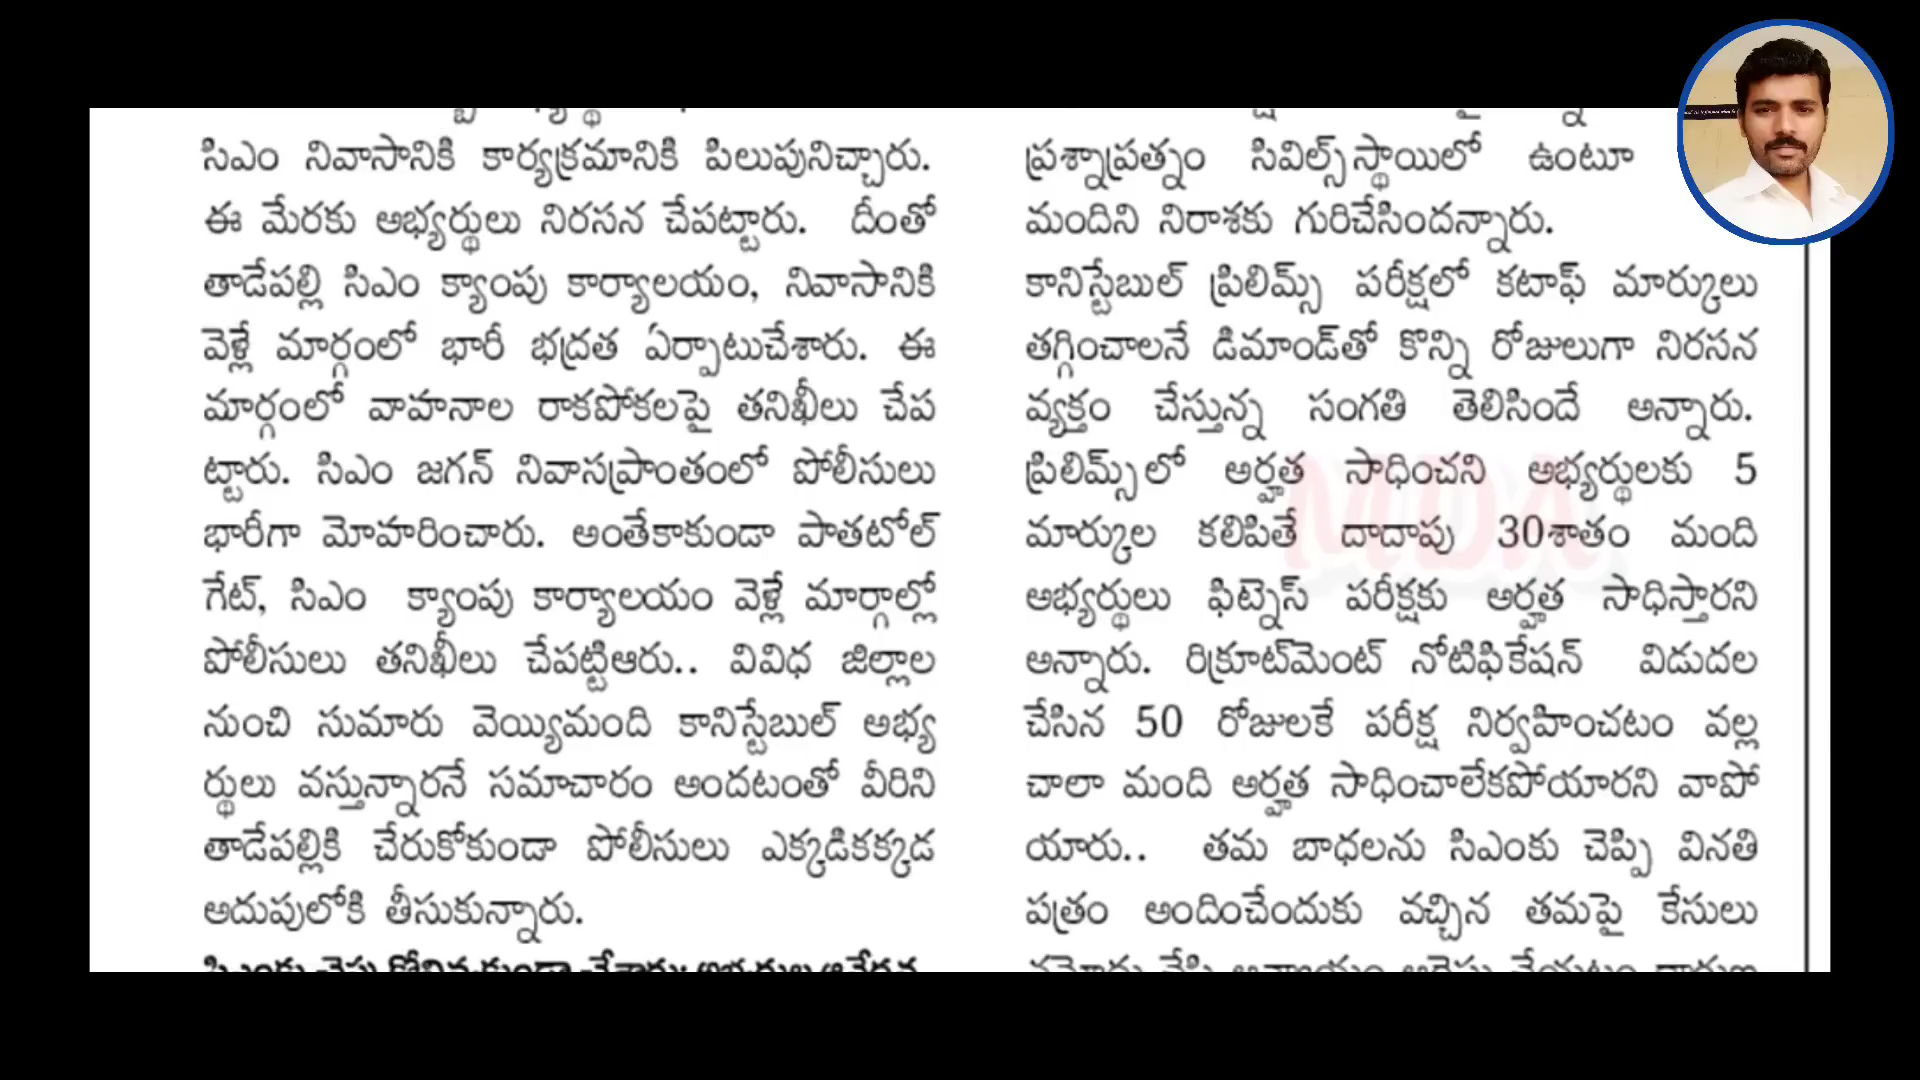 సిఎం నివాసానికి కార్యక్రమానికి పిలుపునిచ్చారు.
ఈ మేరకు అభ్యర్థులు నిరసన చేపట్టారు. దీంతో
తాడేపల్లి సిఎం క్యాంపు కార్యాలయం, నివాసానికి
వెళ్లే మార్గంలో భారీ భద్రత ఏర్పాటుచేశారు. ఈ
మార్గంలో వాహనాల రాకపోకలపై తనిఖీలు చేప
ట్టారు. సిఎం జగన్ నివాసప్రాంతంలో పోలీసులు
భారీగా మోహరించారు. అంతేకాకుండా పాతటోల్
గేట్, సిఎం క్యాంపు కార్యాలయం వెళ్లే మార్గాల్లో
పోలీసులు తనిఖీలు చేపట్టిఆరు.. వివిధ జిల్లాల
నుంచి సుమారు వెయ్యిమంది కానిస్టేబుల్ అభ్య
ర్థులు వస్తున్నారనే సమాచారం అందటంతో వీరిని
తాడేపల్లికి చేరుకోకుండా పోలీసులు ఎక్కడికక్కడ
అదుపులోకి తీసుకున్నారు.
ప్రశ్నాప్రత్నం సివిల్స్‌స్థాయిలో ఉంటూ
మందిని నిరాశకు గురిచేసిందన్నారు.
కానిస్టేబుల్ ప్రిలిమ్స్ పరీక్షలో కటాఫ్ మార్కులు
తగ్గించాలనే డిమాండ్‌తో కొన్ని రోజులుగా నిరసన
వ్యక్తం చేస్తున్న సంగతి తెలిసిందే అన్నారు.
ప్రిలిమ్స్‌లో అర్హత సాధించని అభ్యర్థులకు 5
మార్కుల కలిపితే దాదాపు 30శాతం మంది
అభ్యర్థులు ఫిట్నెస్ పరీక్షకు అర్హత సాధిస్తారని
అన్నారు. రిక్రూట్‌మెంట్ నోటిఫికేషన్ విడుదల
చేసిన 50 రోజులకే పరీక్ష నిర్వహించటం వల్ల
చాలా మంది అర్హత సాధించాలేకపోయారని వాపో
యారు.. తమ బాధలను సిఎంకు చెప్పి వినతి
పత్రం అందించేందుకు వచ్చిన తమపై కేసులు
MDA